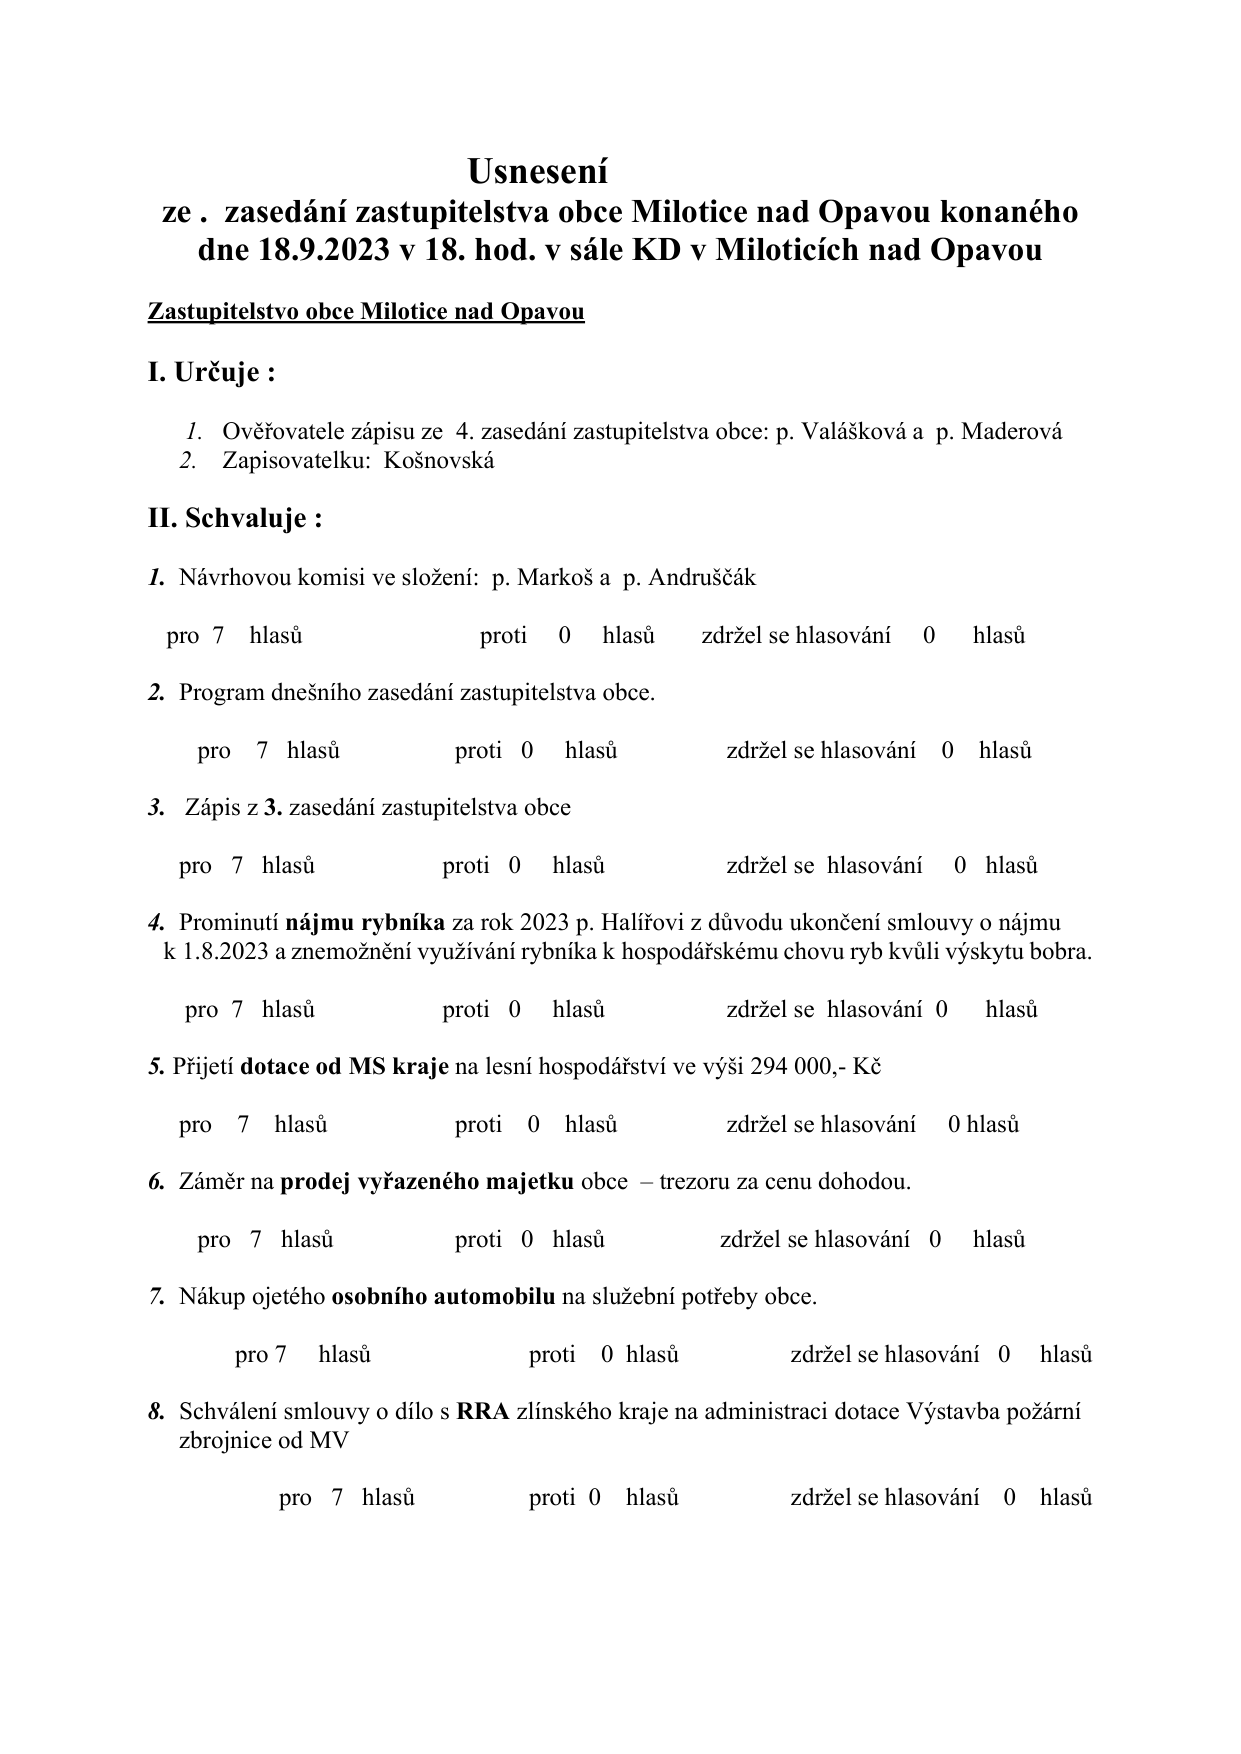 Usnesení
ze . zasedání zastupitelstva obce Milotice nad Opavou konaného
dne 18.9.2023 v 18. hod. v sále KD v Miloticích nad Opavou
Zastupitelstvo obce Milotice nad Opavou
I. Určuje :
1. Ověřovatele zápisu ze 4. zasedání zastupitelstva obce: p. Valášková a p. Maderová
2. Zapisovatelku: Košnovská
II. Schvaluje :
1. Návrhovou komisi ve složení: p. Markoš a p. Andruščák
pro 7 hlasů proti 0 hlasů zdržel se hlasování 0 hlasů
2. Program dnešního zasedání zastupitelstva obce.
pro 7 hlasů proti 0 hlasů zdržel se hlasování 0 hlasů
3. Zápis z 3. zasedání zastupitelstva obce
pro 7 hlasů proti 0 hlasů zdržel se hlasování 0 hlasů
4. Prominutí nájmu rybníka za rok 2023 p. Halířovi z důvodu ukončení smlouvy o nájmu
k 1.8.2023 a znemožnění využívání rybníka k hospodářskému chovu ryb kvůli výskytu bobra.
pro 7 hlasů proti 0 hlasů zdržel se hlasování 0 hlasů
5. Přijetí dotace od MS kraje na lesní hospodářství ve výši 294 000,- Kč
pro 7 hlasů proti 0 hlasů zdržel se hlasování 0 hlasů
6. Záměr na prodej vyřazeného majetku obce – trezoru za cenu dohodou.
pro 7 hlasů proti 0 hlasů zdržel se hlasování 0 hlasů
7. Nákup ojetého osobního automobilu na služební potřeby obce.
pro 7 hlasů proti 0 hlasů zdržel se hlasování 0 hlasů
8. Schválení smlouvy o dílo s RRA zlínského kraje na administraci dotace Výstavba požární
zbrojnice od MV
pro 7 hlasů proti 0 hlasů zdržel se hlasování 0 hlasů